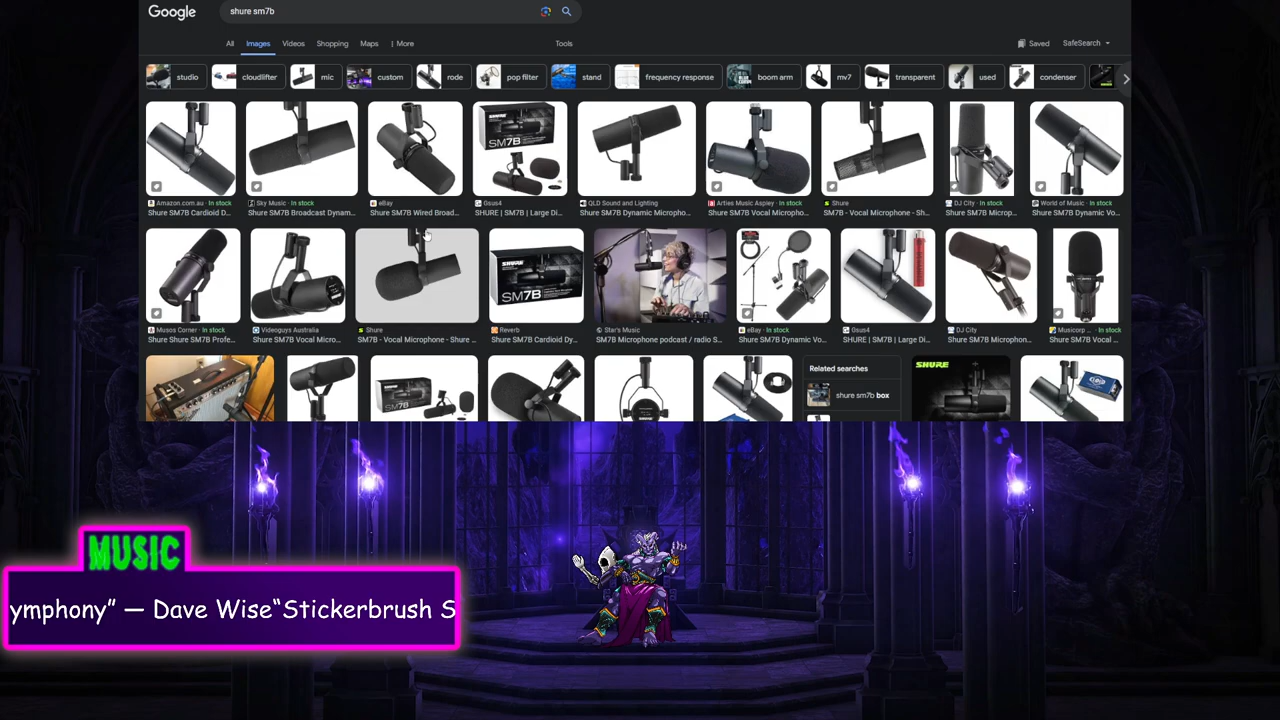 Google
shure sm7b
All Images Videos Shopping Maps | More Tools Saved SafeSearch
studio cloudlifter mic custom rode pop filter stand frequency response boom arm mv7 transparent used condenser
SM7B
Amazon.com.au · In stock
Shure SM7B Cardioid D...
Sky Music · In stock
Shure SM7B Broadcast Dynam...
eBay
Shure SM7B Wired Broad...
Gsus4
SHURE | SM7B | Large Di...
QLD Sound and Lighting
Shure SM7B Dynamic Micropho...
Arties Music Aspley · In stock
Shure SM7B Vocal Micropho...
Shure
SM7B - Vocal Microphone - Sh...
DJ City · In stock
Shure SM7B Microp...
World of Music · In stock
Shure SM7B Dynamic Vo...
SHURE
SM7B
Musos Corner · In stock
Shure Shure SM7B Profe...
Videoguys Australia
Shure SM7B Vocal Micro...
Shure
SM7B - Vocal Microphone - Shure ...
Reverb
Shure SM7B Cardioid Dy...
Star's Music
SM7B Microphone podcast / radio S...
eBay · In stock
Shure SM7B Dynamic Vo...
Gsus4
SHURE | SM7B | Large Di...
DJ City
Shure SM7B Microphon...
Musicorp ... · In stock
Shure SM7B Vocal ...
SM7B
Related searches
shure sm7b box
SHURE
MUSIC
ymphony” — Dave Wise“Stickerbrush S